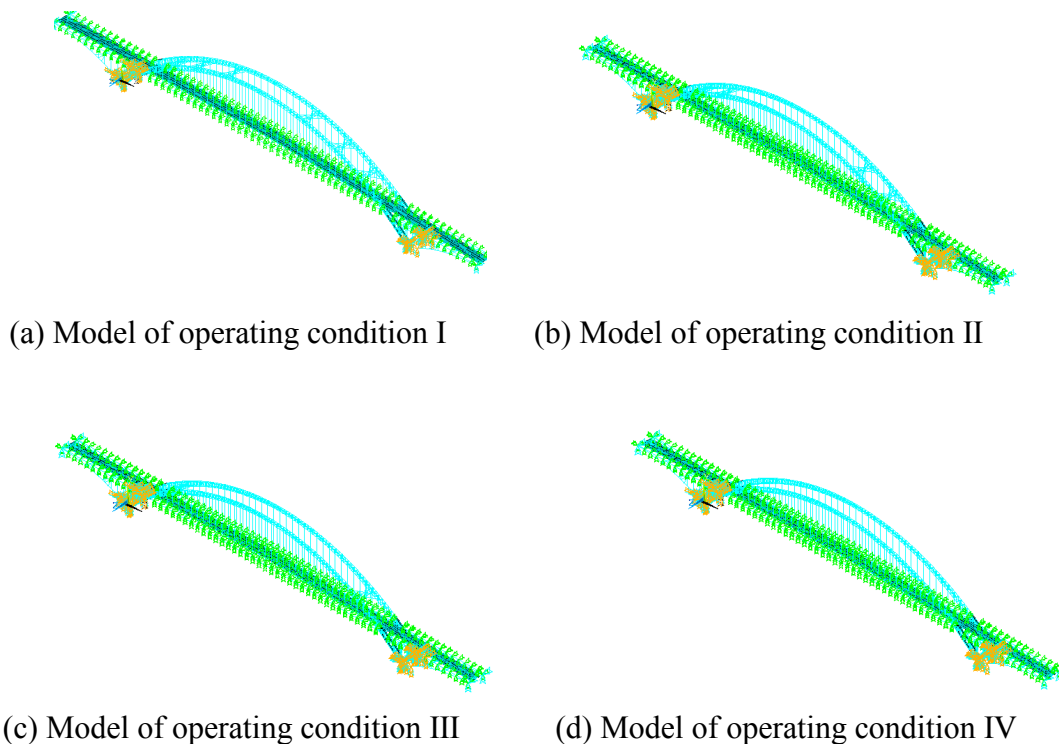 (a) Model of operating condition I
(b) Model of operating condition II
(c) Model of operating condition III
(d) Model of operating condition IV